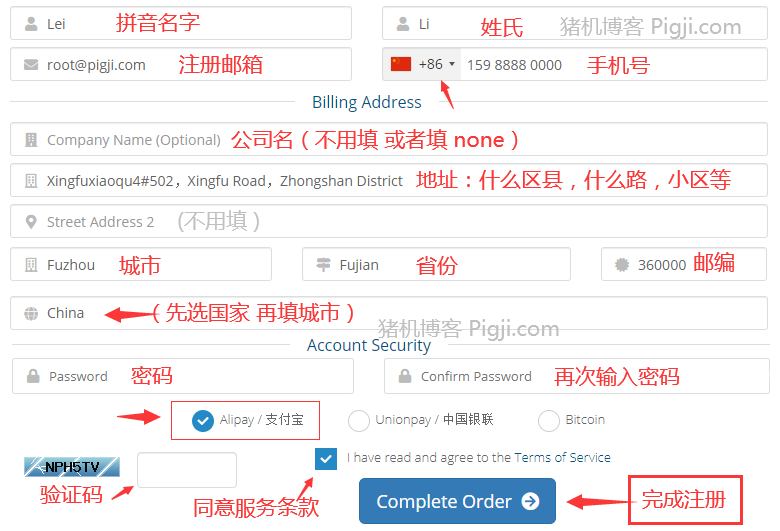 Lei 拼音名字 Li 姓氏 猪机博客 Pigji.com
root@pigji.com 注册邮箱 +86 159 8888 0000 手机号
Billing Address
Company Name (Optional) 公司名（不用填 或者填 none）
Xingfuxiaoqu4#502，Xingfu Road，Zhongshan District 地址：什么区县，什么路，小区等
Street Address 2 (不用填）
Fuzhou 城市 Fujian 省份 360000 邮编
China （先选国家 再填城市）
猪机博客 Pigji.com
Account Security
Password 密码 Confirm Password 再次输入密码
Alipay / 支付宝 Unionpay / 中国银联 Bitcoin
NPH5TV I have read and agree to the Terms of Service
验证码 同意服务条款 Complete Order 完成注册